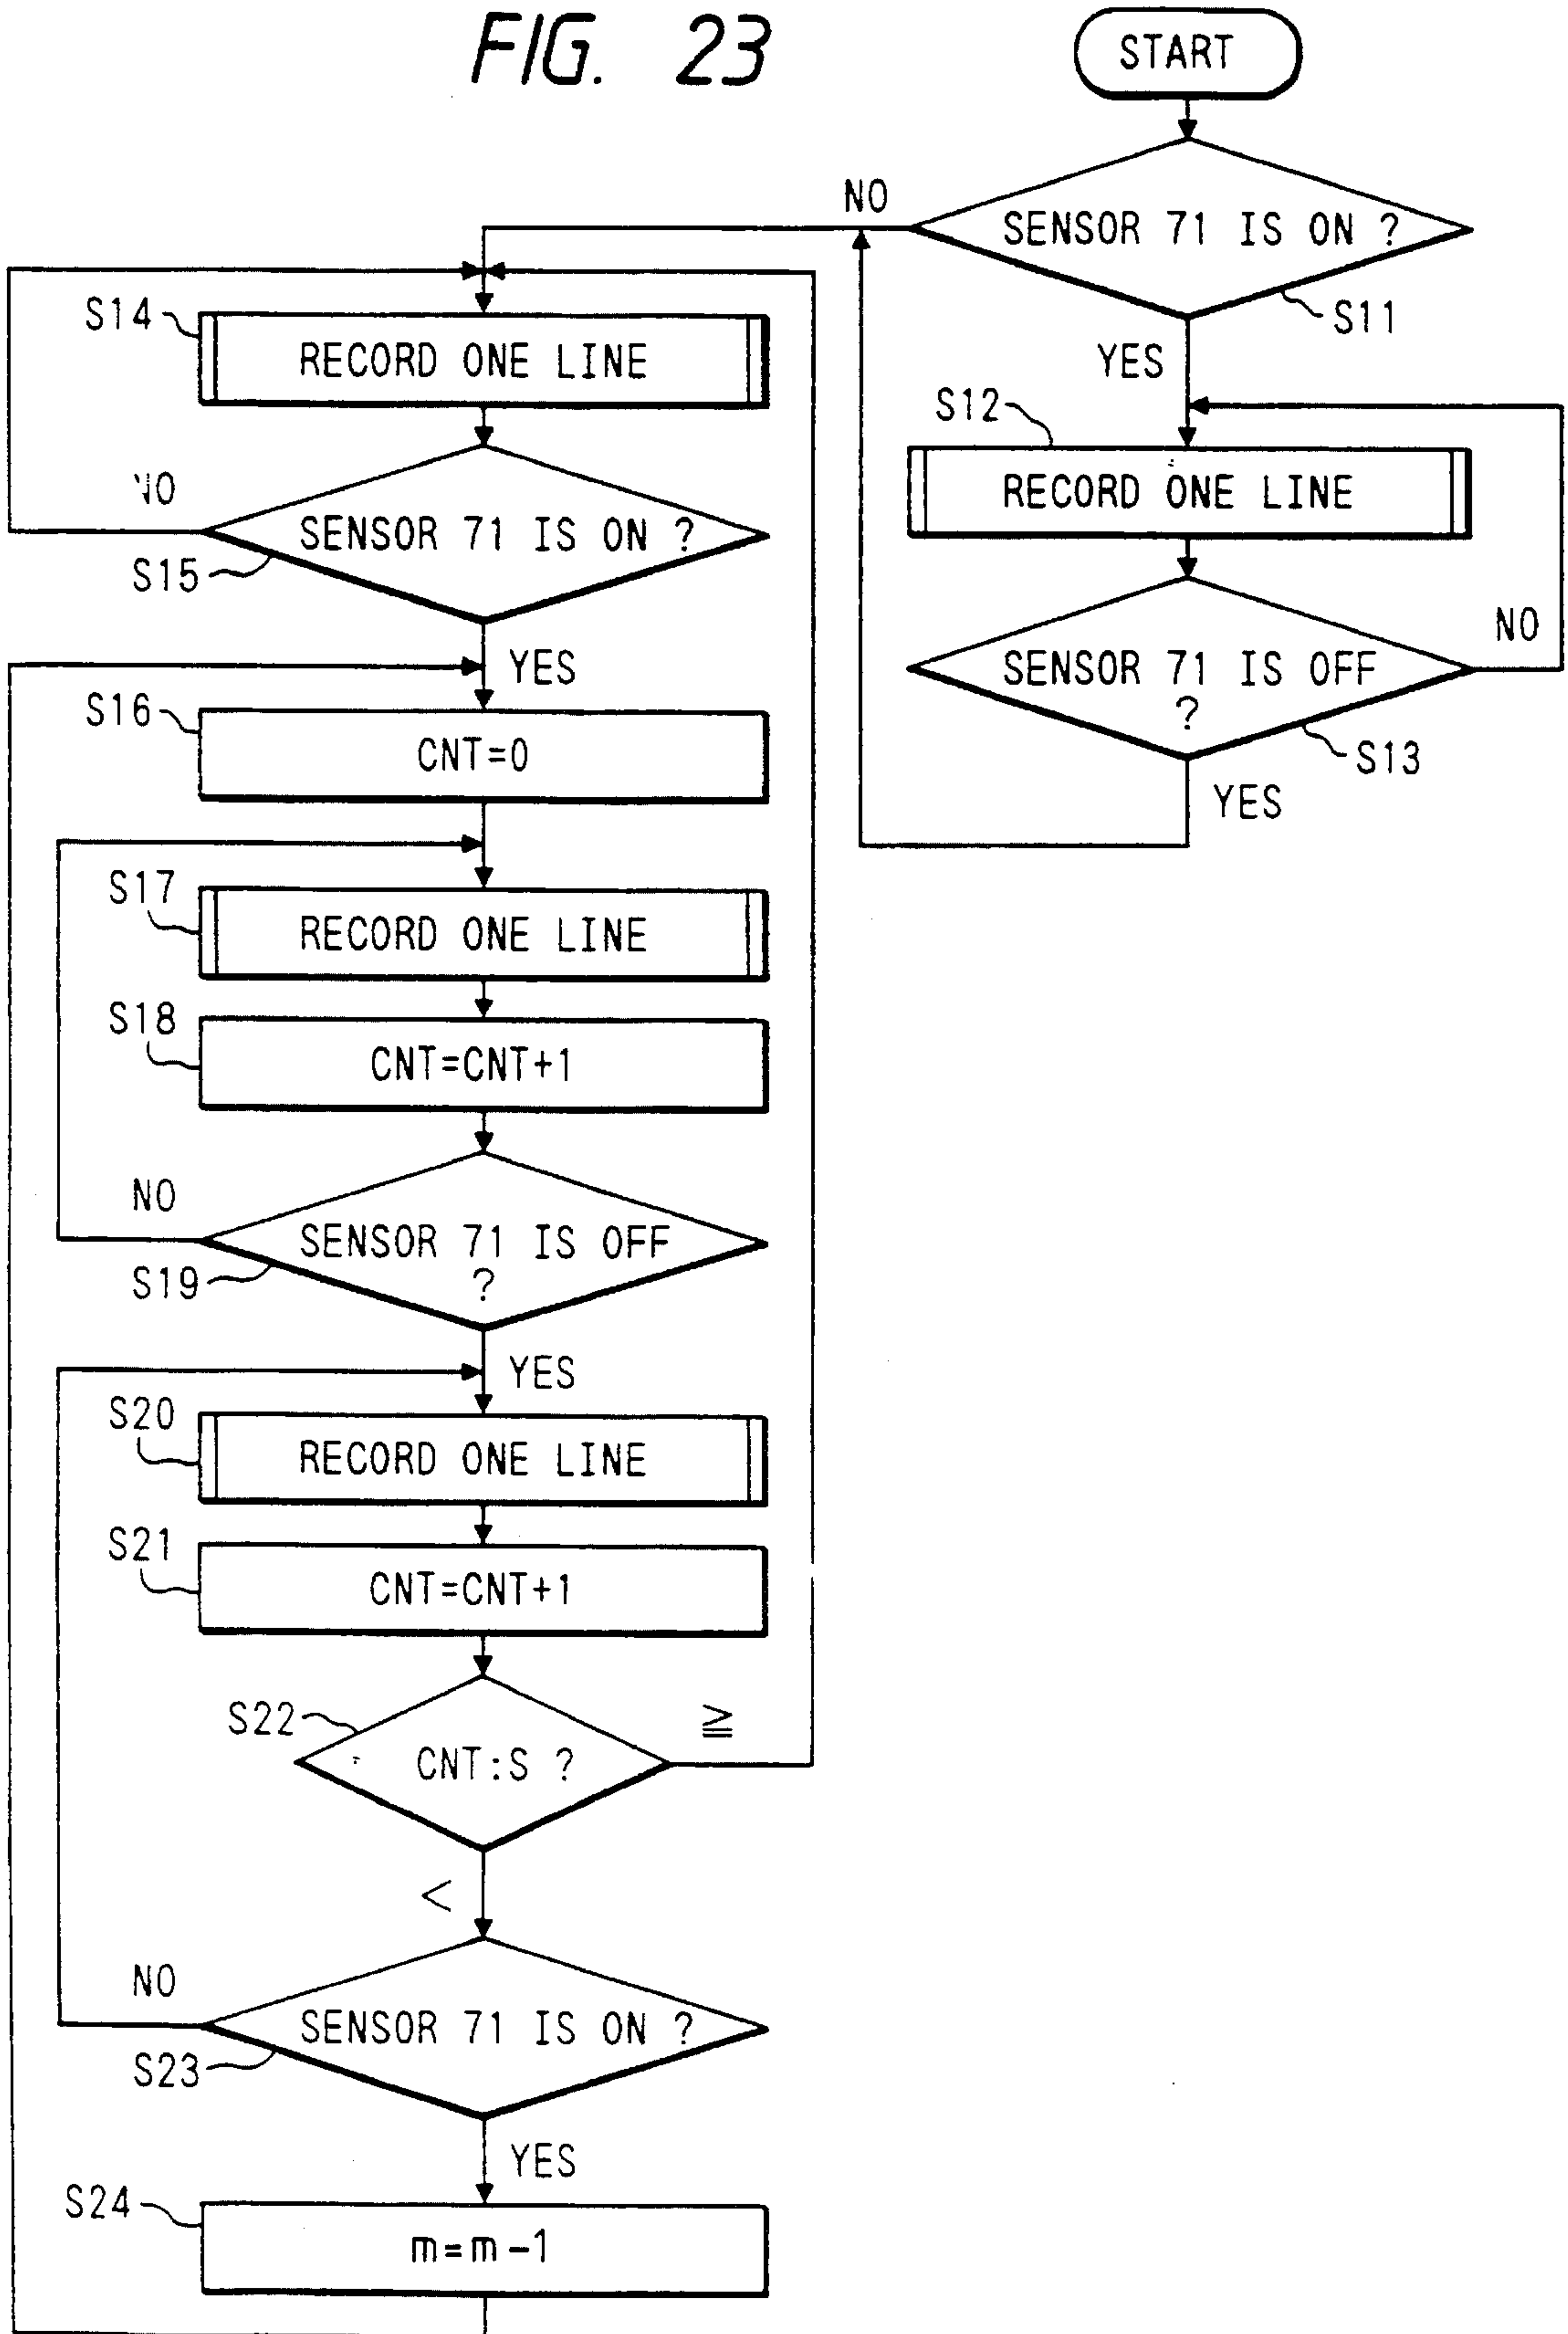 FIG. 23
START
SENSOR 71 IS ON ?
S11
NO
YES
S12
RECORD ONE LINE
SENSOR 71 IS OFF
?
S13
NO
YES
S14
RECORD ONE LINE
SENSOR 71 IS ON ?
S15
NO
YES
S16
CNT=0
S17
RECORD ONE LINE
S18
CNT=CNT+1
SENSOR 71 IS OFF
?
S19
NO
YES
S20
RECORD ONE LINE
S21
CNT=CNT+1
S22
CNT:S ?
≧
<
SENSOR 71 IS ON ?
S23
NO
YES
S24
m=m-1